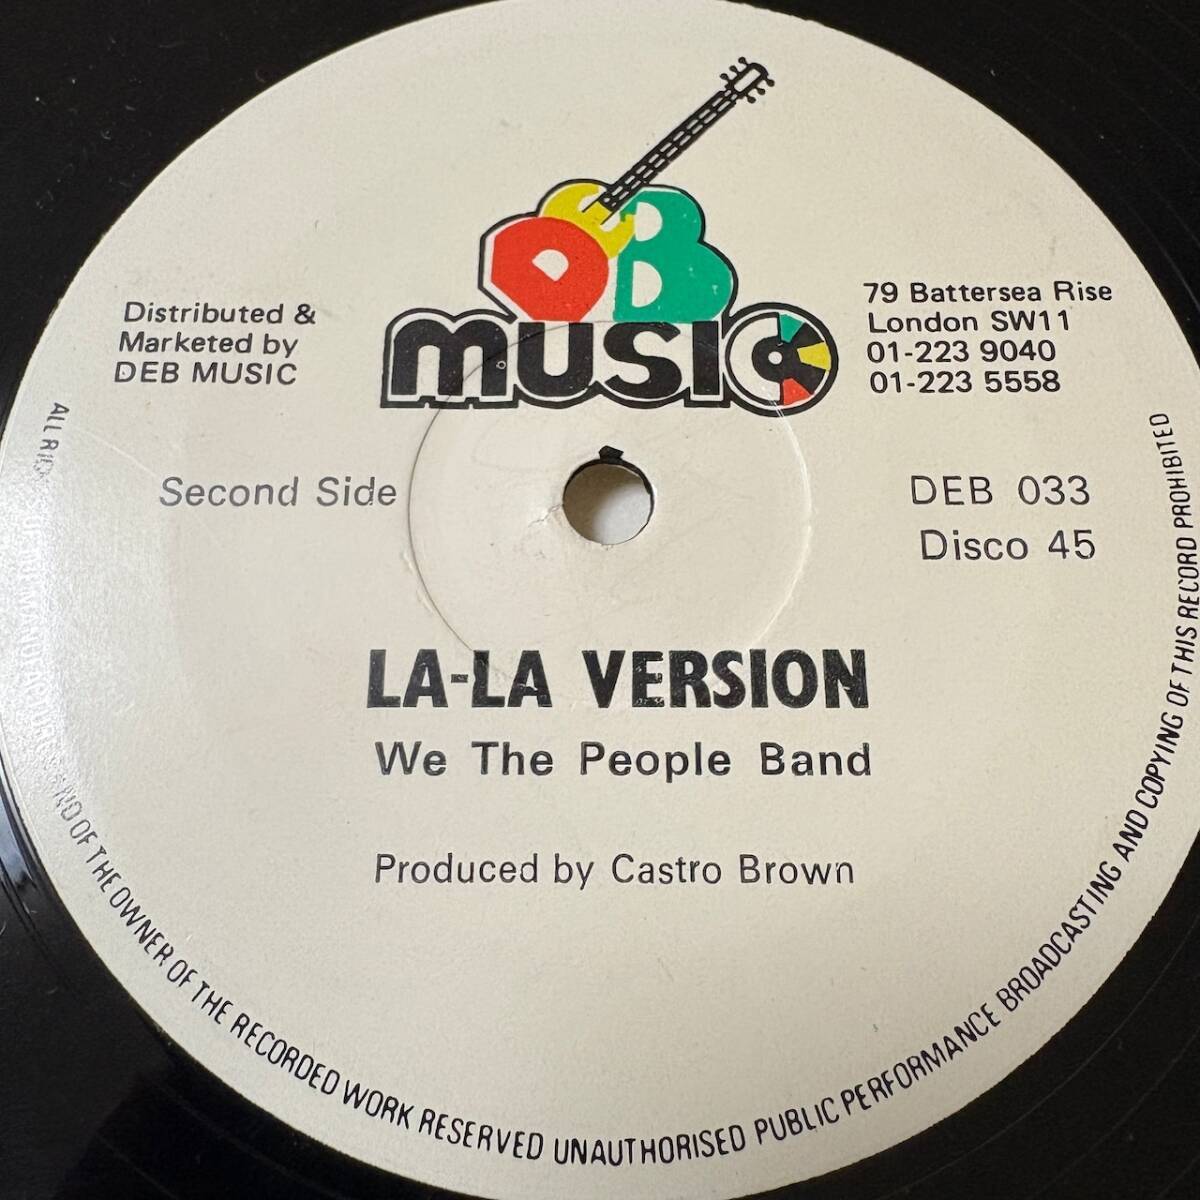 DEB
MUSIC
Distributed &
Marketed by
DEB MUSIC
79 Battersea Rise
London SW11
01-223 9040
01-223 5558
Second Side
DEB 033
Disco 45
LA-LA VERSION
We The People Band
Produced by Castro Brown
ALL OF THE OWNER OF THE RECORDED WORK RESERVED UNAUTHORISED PUBLIC PERFORMANCE BROADCASTING AND COPYING OF THIS RECORD PROHIBITED